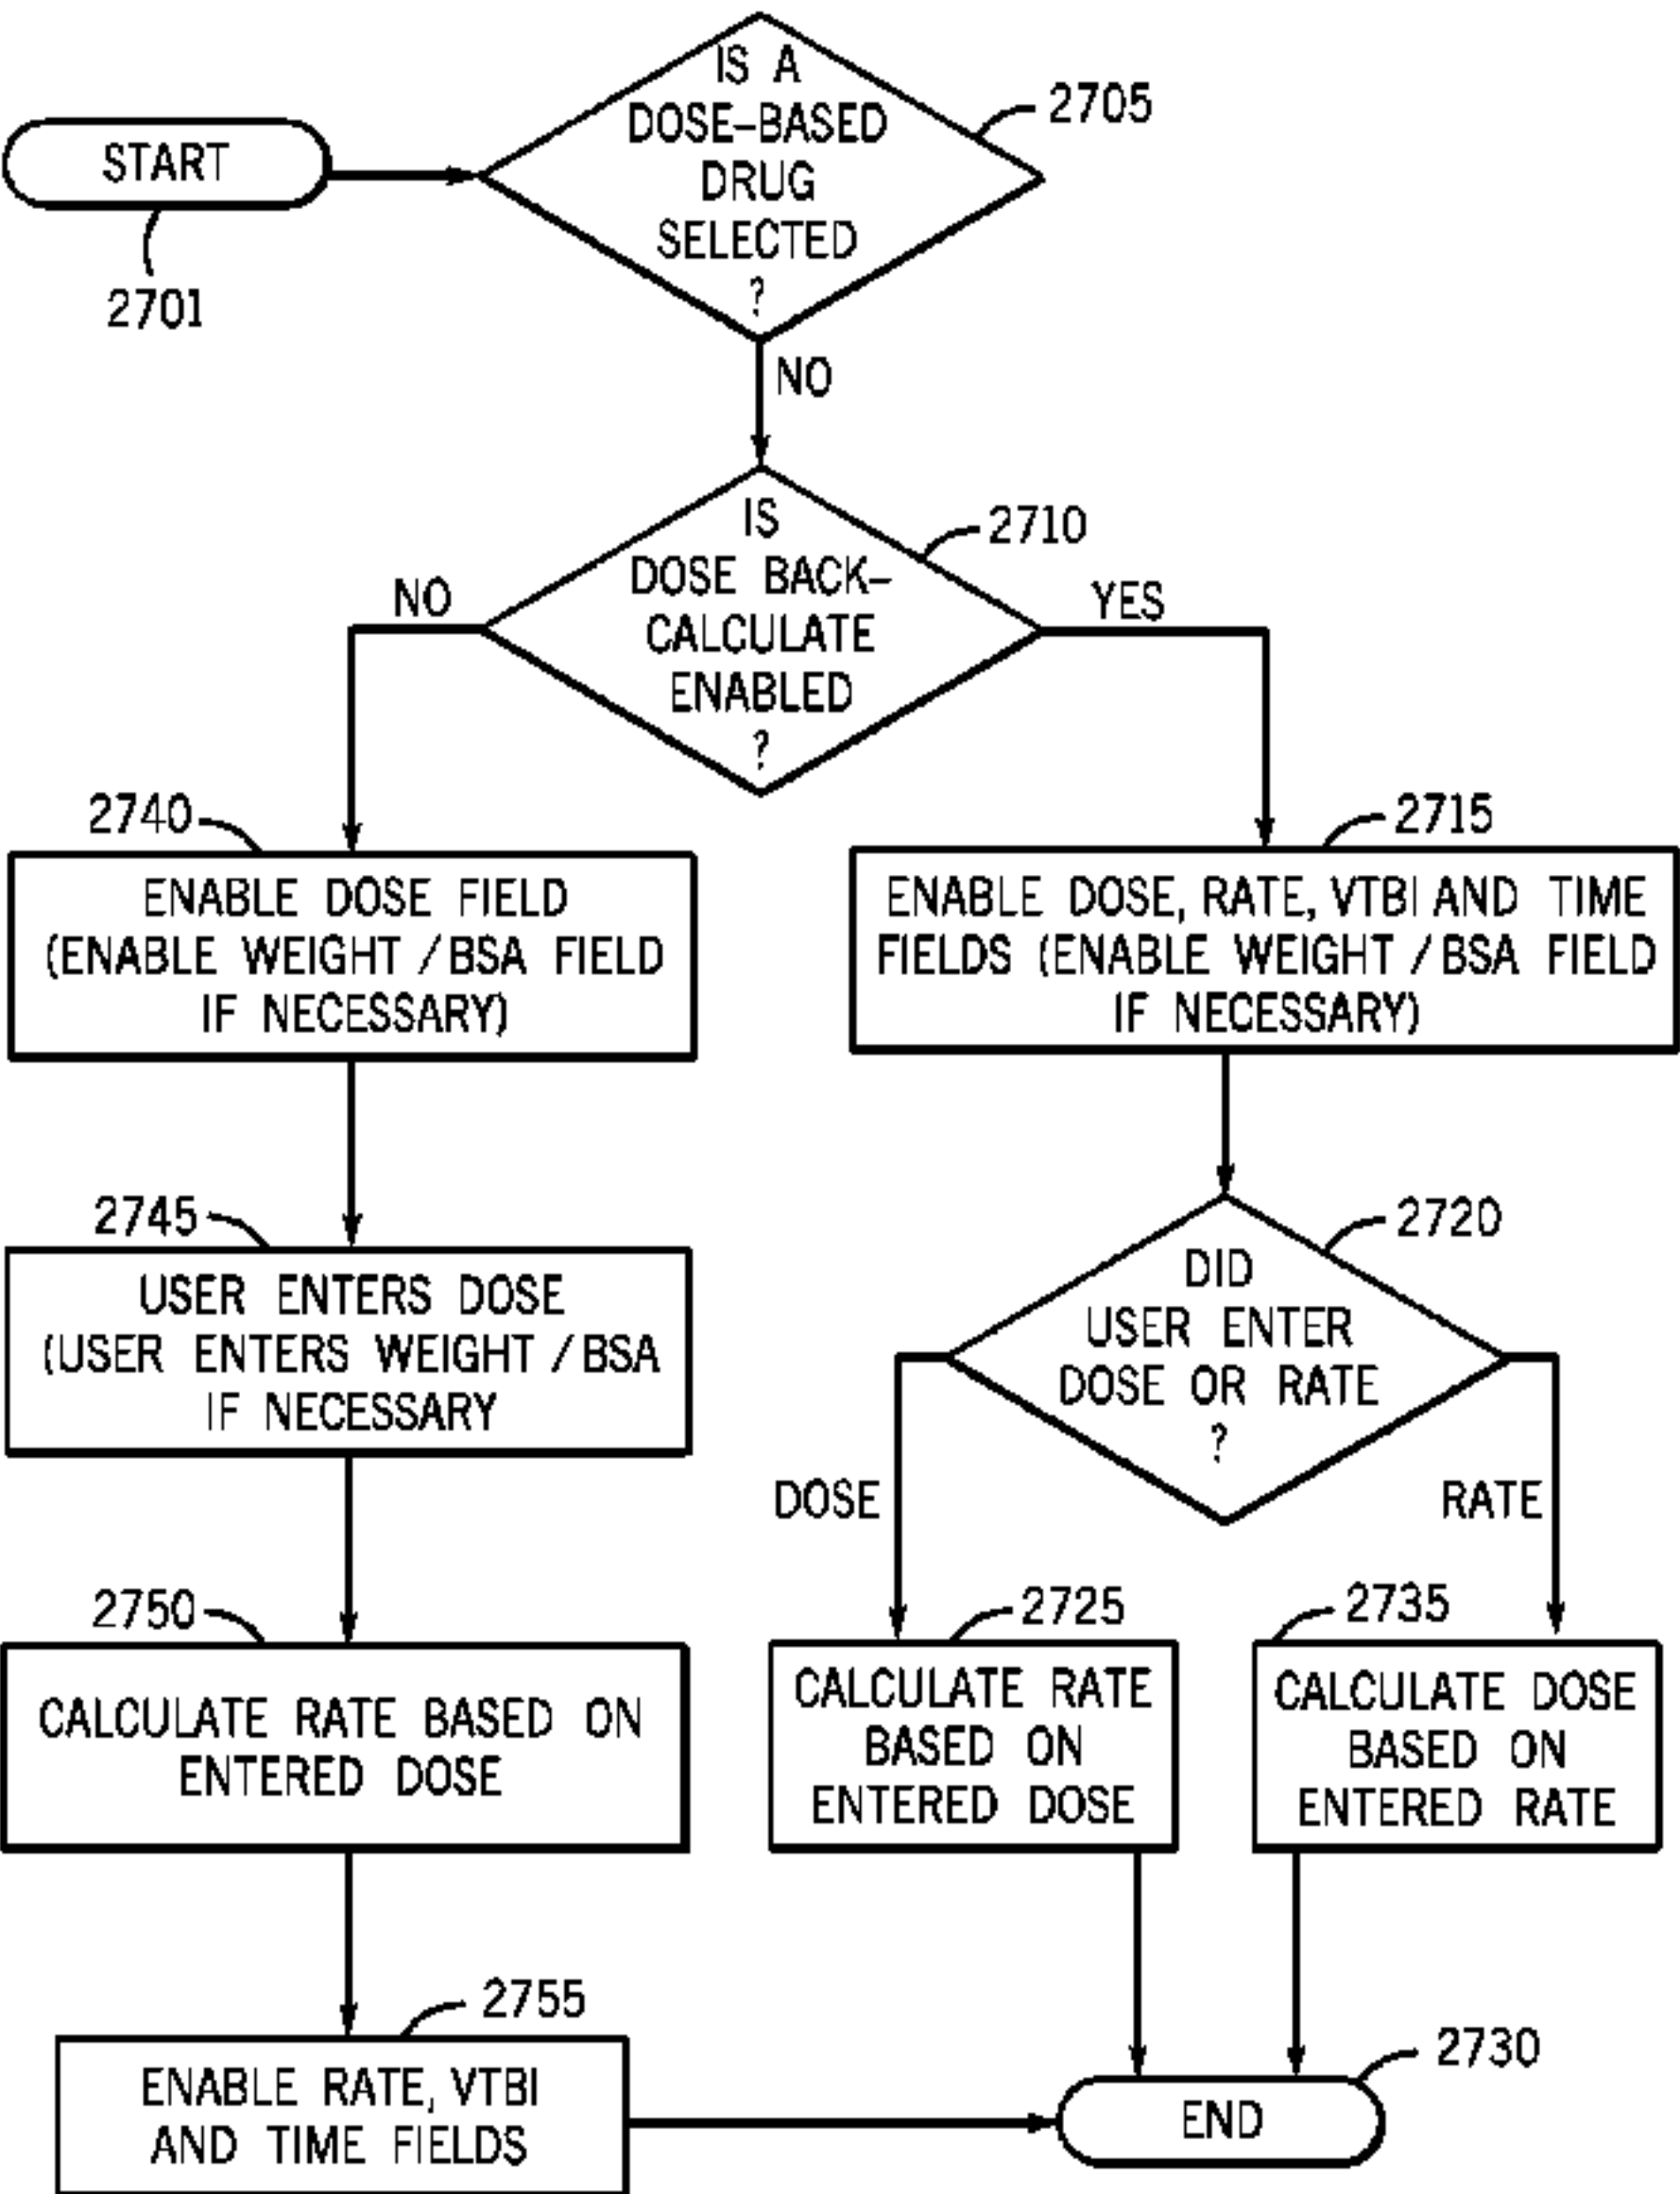 START
2701
IS A
DOSE-BASED
DRUG
SELECTED
?
2705
NO
IS
DOSE BACK-
CALCULATE
ENABLED
?
2710
NO
YES
2740
ENABLE DOSE FIELD
(ENABLE WEIGHT/BSA FIELD
IF NECESSARY)
2715
ENABLE DOSE, RATE, VTBI AND TIME
FIELDS (ENABLE WEIGHT/BSA FIELD
IF NECESSARY)
2745
USER ENTERS DOSE
(USER ENTERS WEIGHT/BSA
IF NECESSARY
2720
DID
USER ENTER
DOSE OR RATE
?
DOSE
RATE
2750
CALCULATE RATE BASED ON
ENTERED DOSE
2725
CALCULATE RATE
BASED ON
ENTERED DOSE
2735
CALCULATE DOSE
BASED ON
ENTERED RATE
2755
ENABLE RATE, VTBI
AND TIME FIELDS
2730
END